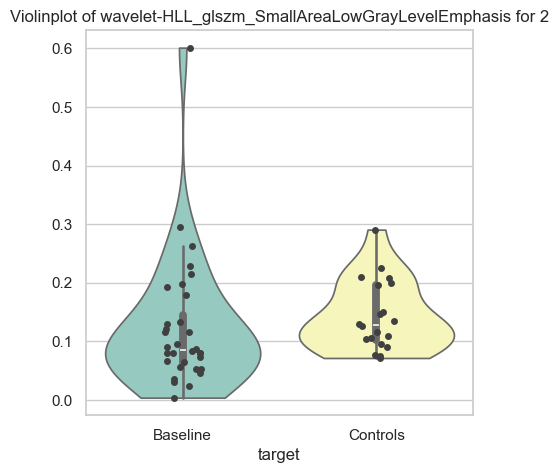 Violinplot of wavelet-HLL_glszm_SmallAreaLowGrayLevelEmphasis for 2
0.6
0.5
0.4
0.3
0.2
0.1
0.0
Baseline
Controls
target